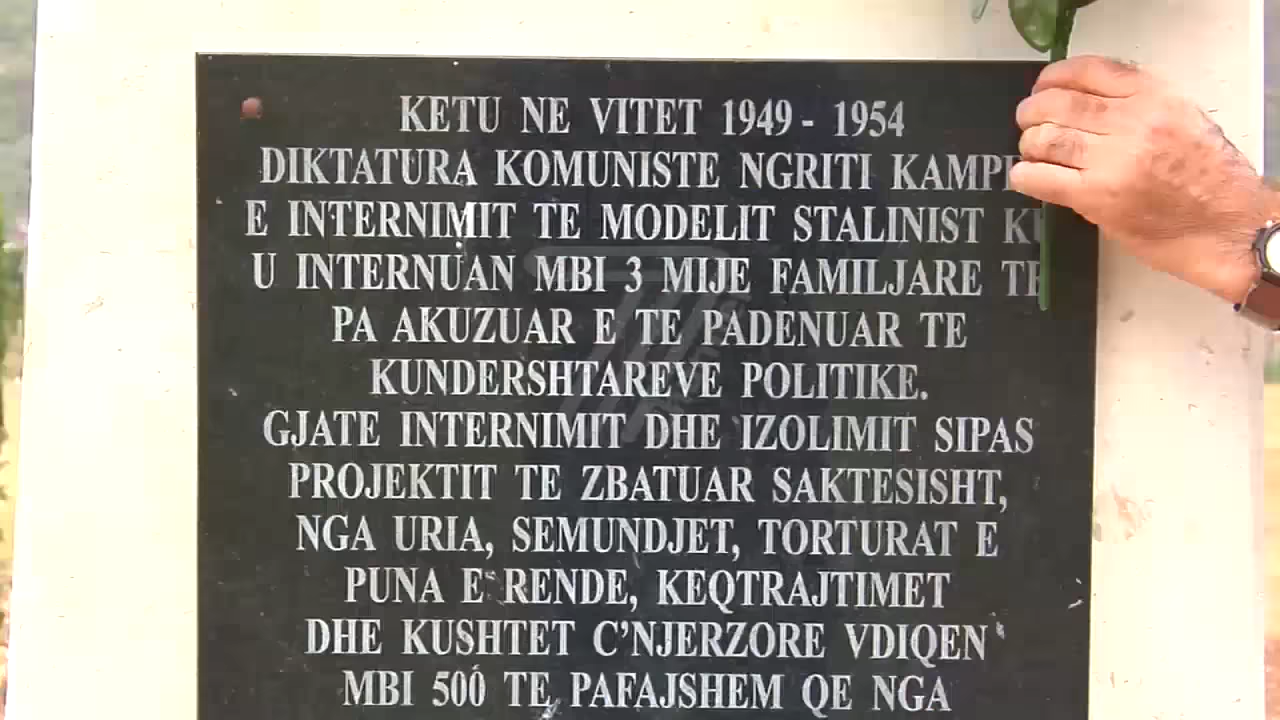 KETU NE VITET 1949 - 1954
DIKTATURA KOMUNISTE NGRITI
E INTERNIMIT TE MODELIT STALINIST
U INTERNUAN MBI 3 MIJE FAMILJARE TE
PA AKUZUAR E TE PADENUAR TE
KUNDERSHTAREVE POLITIKE.
GJATE INTERNIMIT DHE IZOLIMIT SIPAS
PROJEKTIT TE ZBATUAR SAKTESISHT,
NGA URIA, SEMUNDJET, TORTURAT E
PUNA E RENDE, KEQTRAJTIMET
DHE KUSHTET C'NJERZORE VDIQEN
MBI 500 TE PAFAJSHEM QE NGA